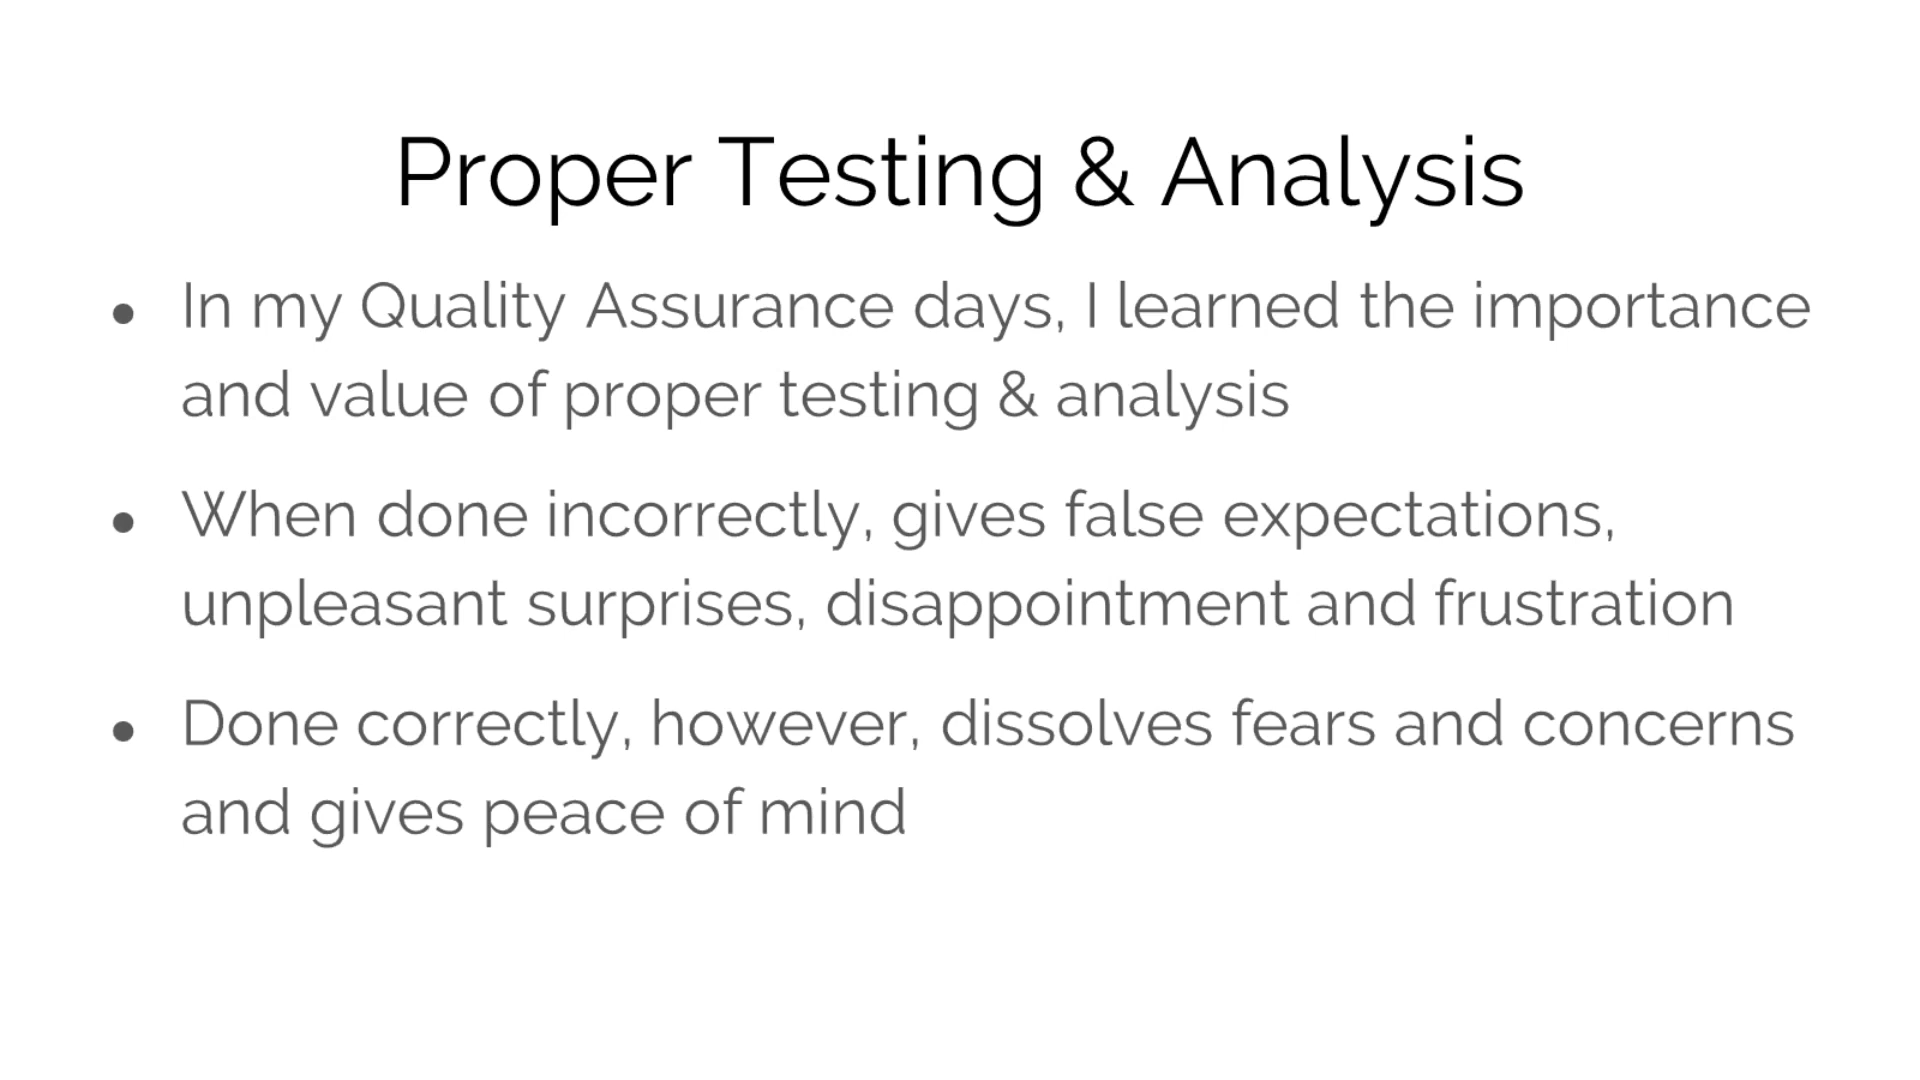 Proper Testing & Analysis
• In my Quality Assurance days, I learned the importance
and value of proper testing & analysis
• When done incorrectly, gives false expectations,
unpleasant surprises, disappointment and frustration
• Done correctly, however, dissolves fears and concerns
and gives peace of mind